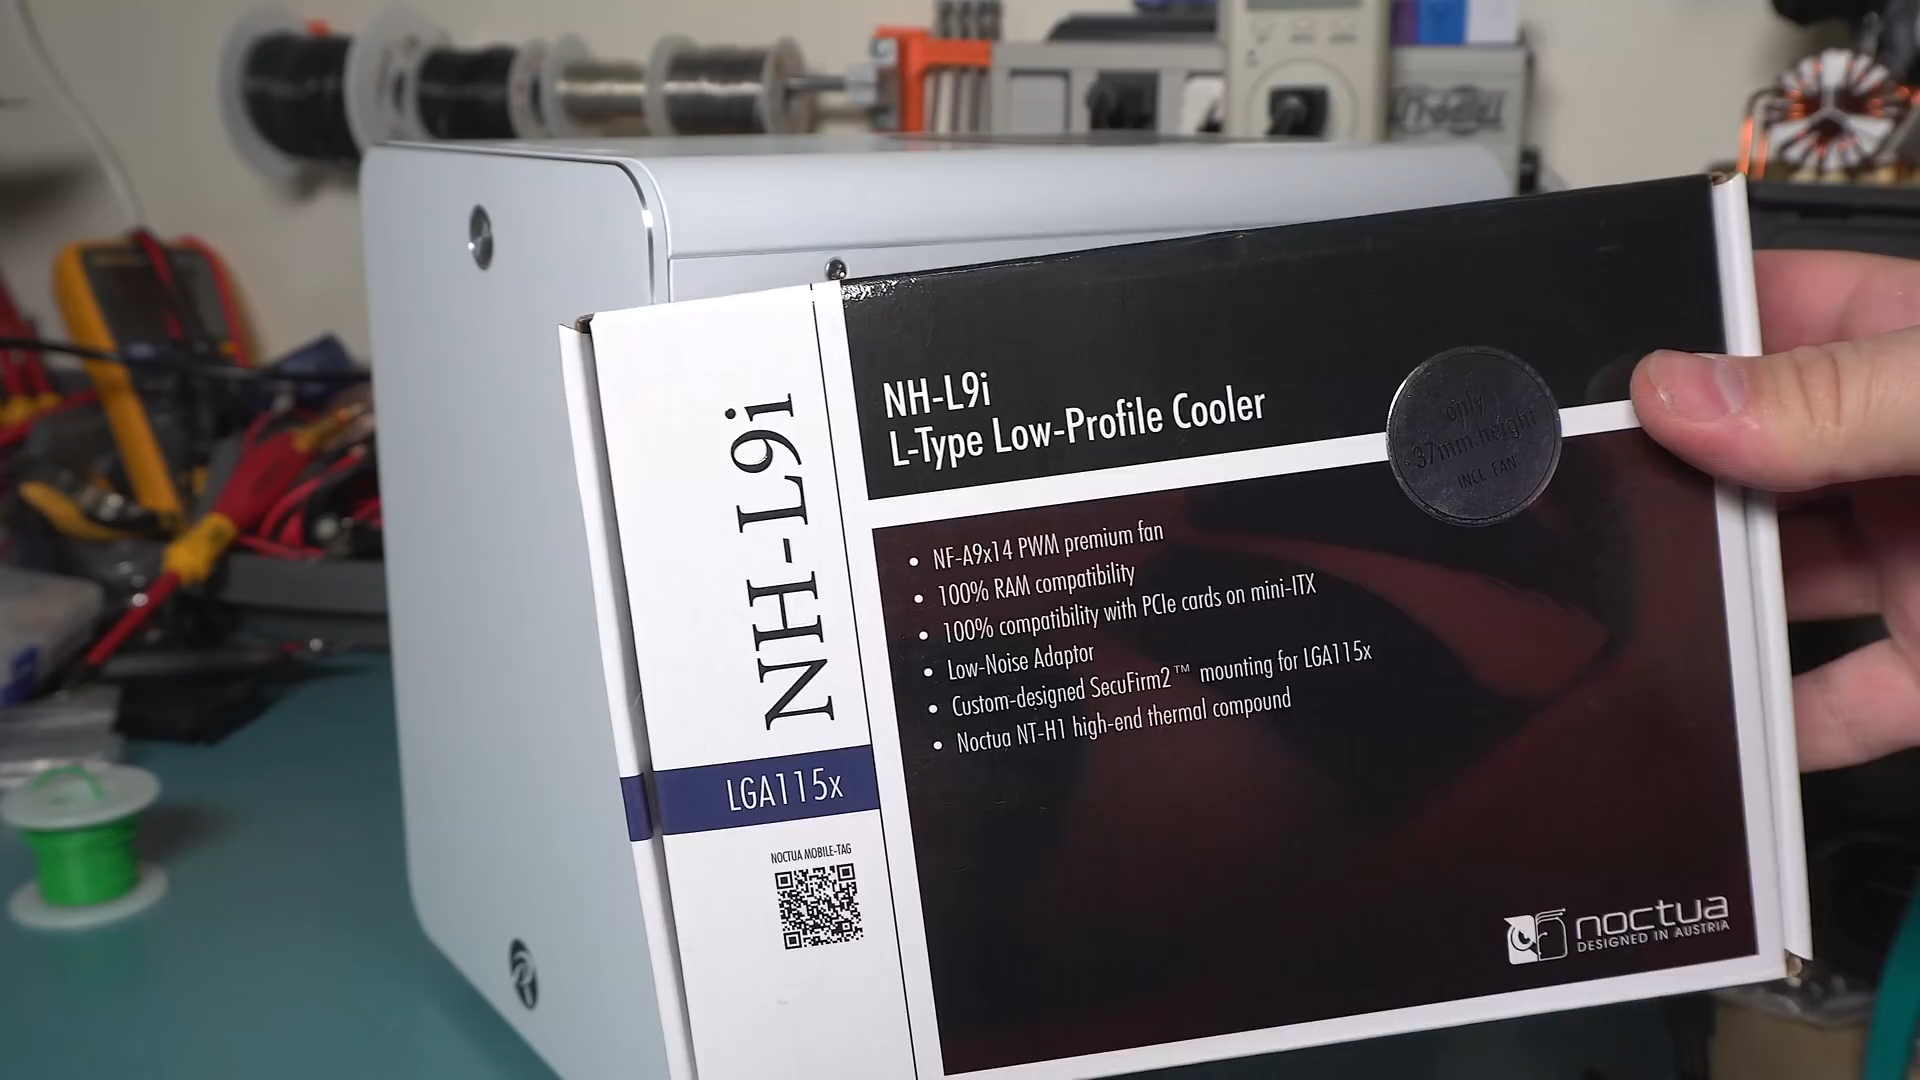 NH-L9i
L-Type Low-Profile Cooler
only
37mm height
INCL. FAN
• NF-A9x14 PWM premium fan
• 100% RAM compatibility
• 100% compatibility with PCIe cards on mini-ITX
• Low-Noise Adaptor
• Custom-designed SecuFirm2™ mounting for LGA115x
• Noctua NT-H1 high-end thermal compound
NH-L9i
LGA115x
NOCTUA MOBILE-TAG
noctua
DESIGNED IN AUSTRIA